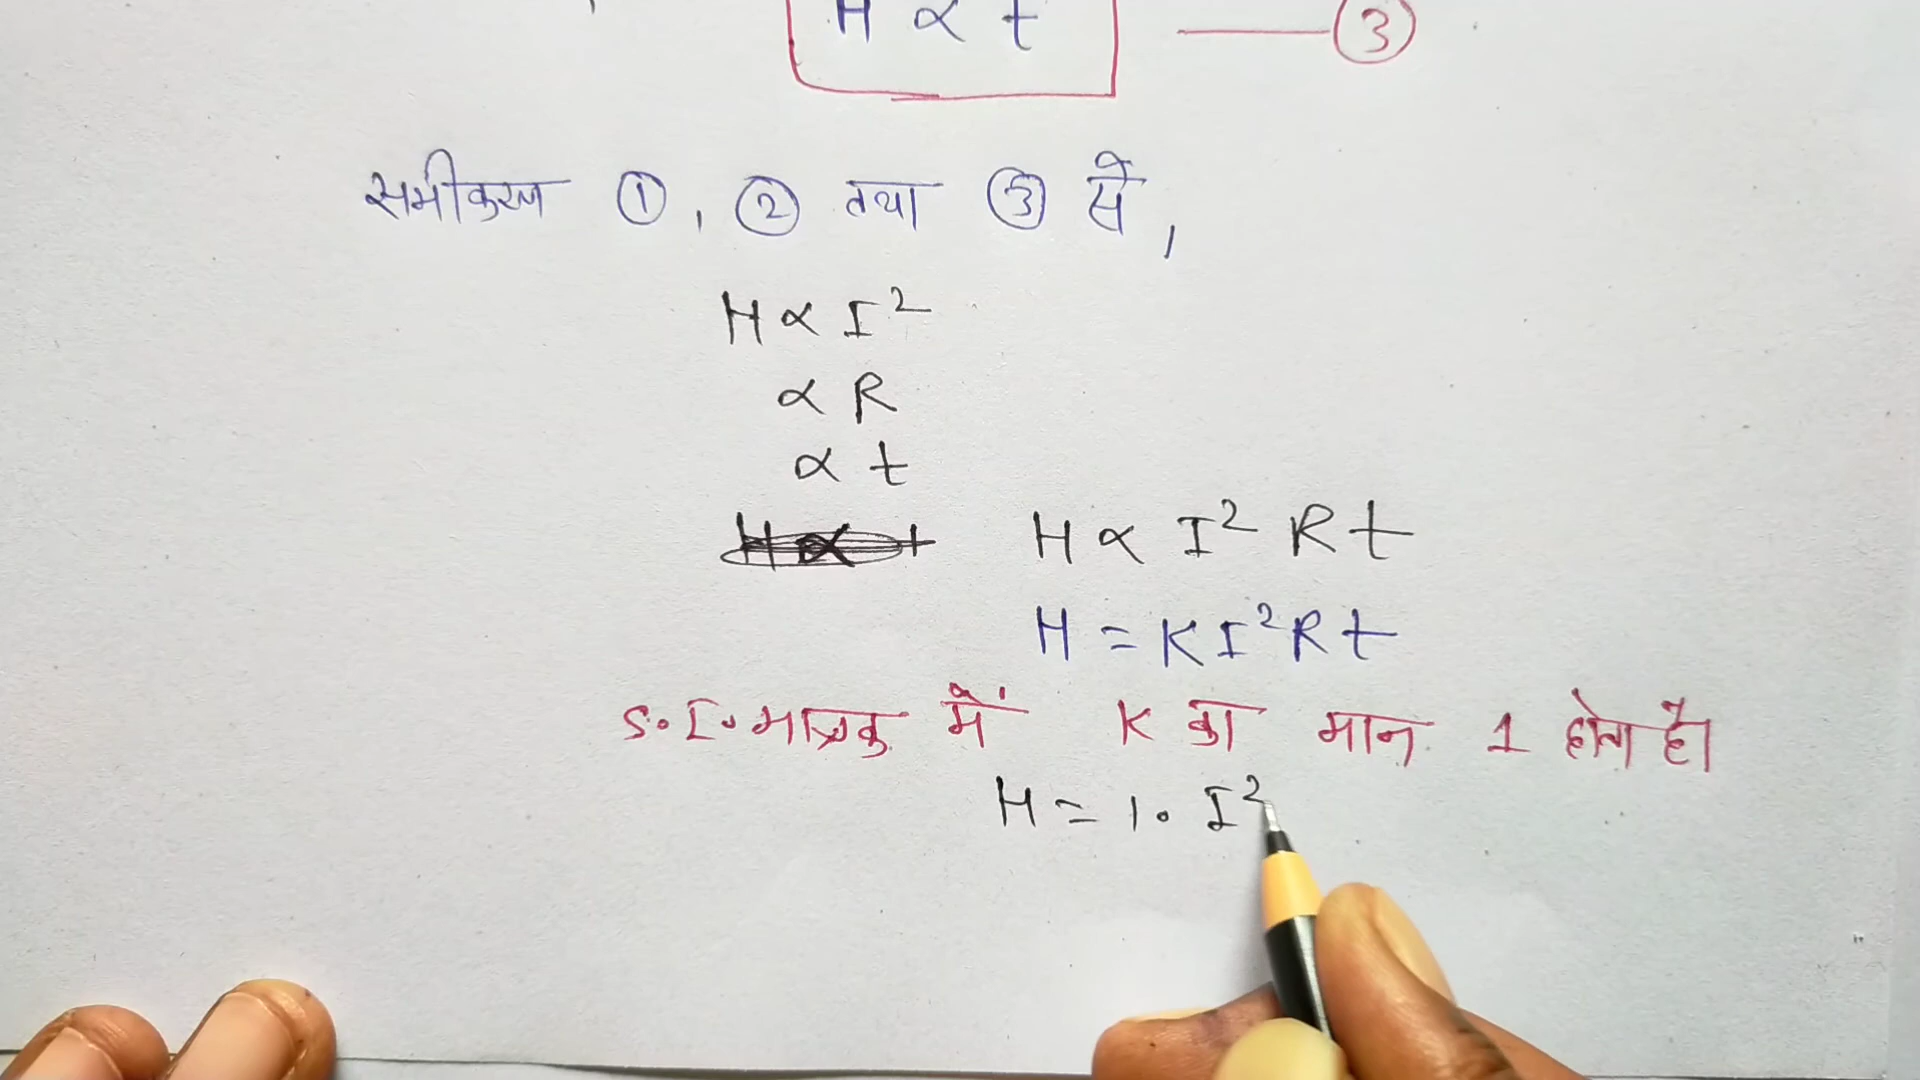 H ∝ t ——— ③
समीकरण ①, ② तथा ③ से,
H ∝ I²
∝ R
∝ t
H ∝ t H ∝ I² R t
H = K I² R t
S.I. मात्रक में K का मान 1 होता है।
H = 1. I²